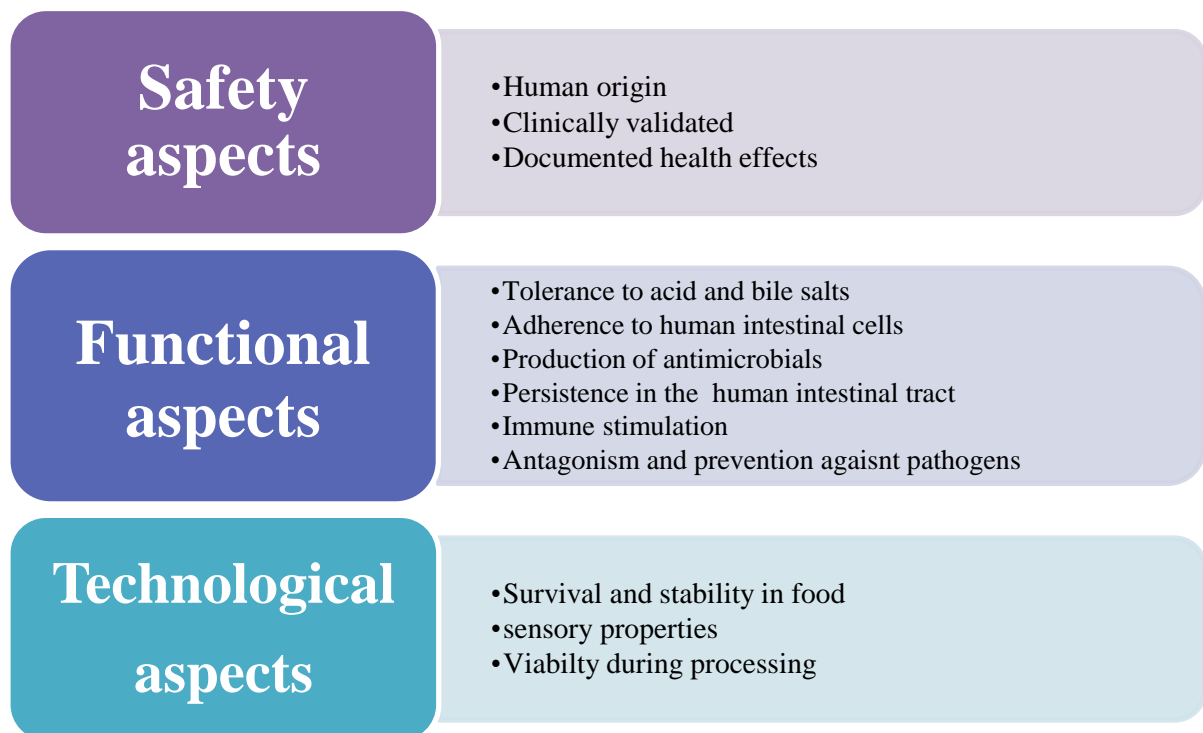 Safety
aspects
•Human origin
•Clinically validated
•Documented health effects
Functional
aspects
•Tolerance to acid and bile salts
•Adherence to human intestinal cells
•Production of antimicrobials
•Persistence in the  human intestinal tract
•Immune stimulation
•Antagonism and prevention agaisnt pathogens
Technological
aspects
•Survival and stability in food
•sensory properties
•Viabilty during processing